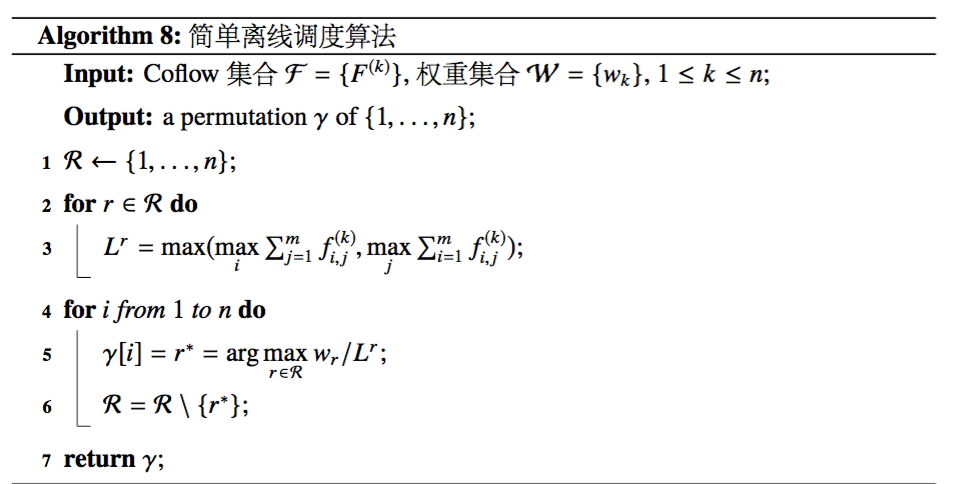 Algorithm 8: 简单离线调度算法
Input: Coflow 集合 ℱ = {F^{(k)}}, 权重集合 𝒲 = {w_k}, 1 ≤ k ≤ n;
Output: a permutation γ of {1, . . . , n};
1 ℛ ← {1, . . . , n};
2 for r ∈ ℛ do
3 L^r = max(max_i ∑_{j=1}^m f_{i,j}^{(k)}, max_j ∑_{i=1}^m f_{i,j}^{(k)});
4 for i from 1 to n do
5 γ[i] = r* = arg max_{r∈ℛ} w_r/L^r;
6 ℛ = ℛ \ {r*};
7 return γ;